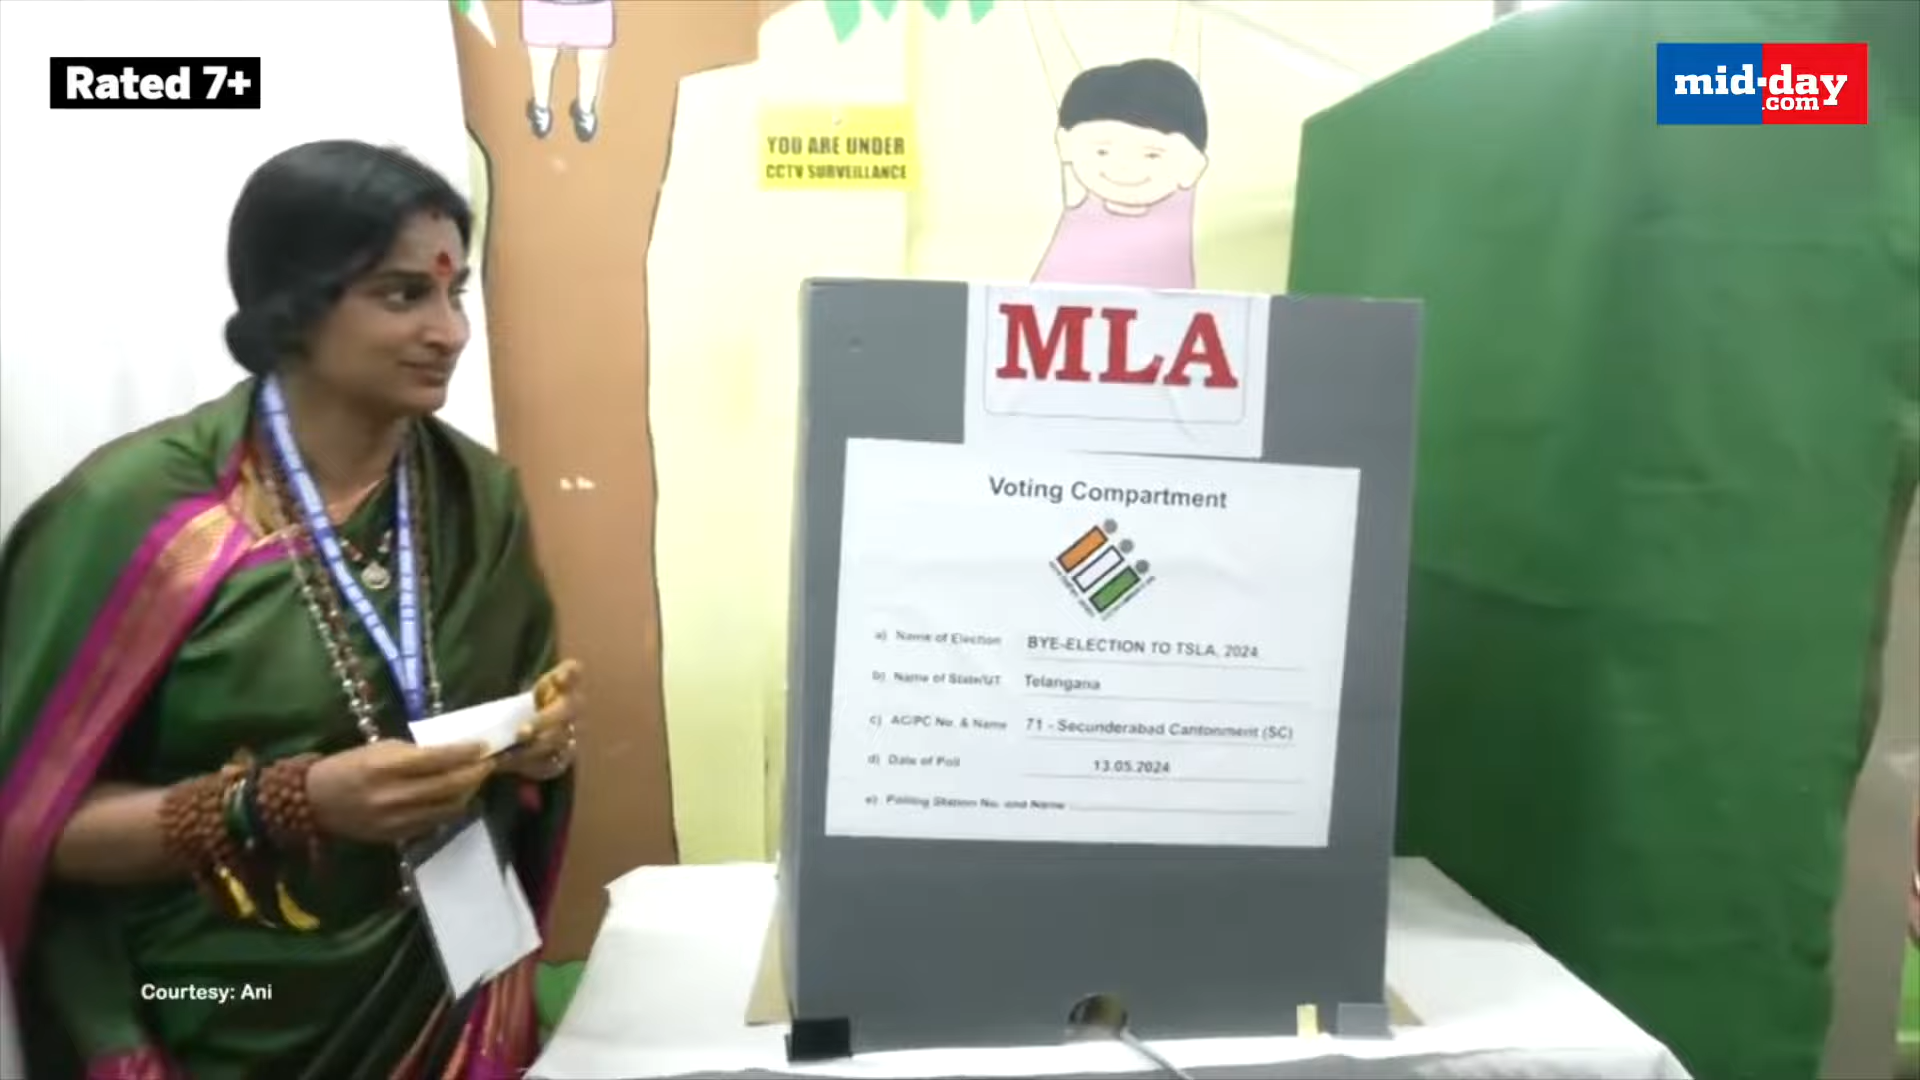 Rated 7+
mid-day
.com
YOU ARE UNDER
CCTV SURVEILLANCE
MLA
Voting Compartment
a) Name of Election BYE-ELECTION TO TSLA, 2024
b) Name of State/UT Telangana
c) AC/PC No. & Name 71 - Secunderabad Cantonment (SC)
d) Date of Poll 13.05.2024
e) Polling Station No. and Name
Courtesy: Ani